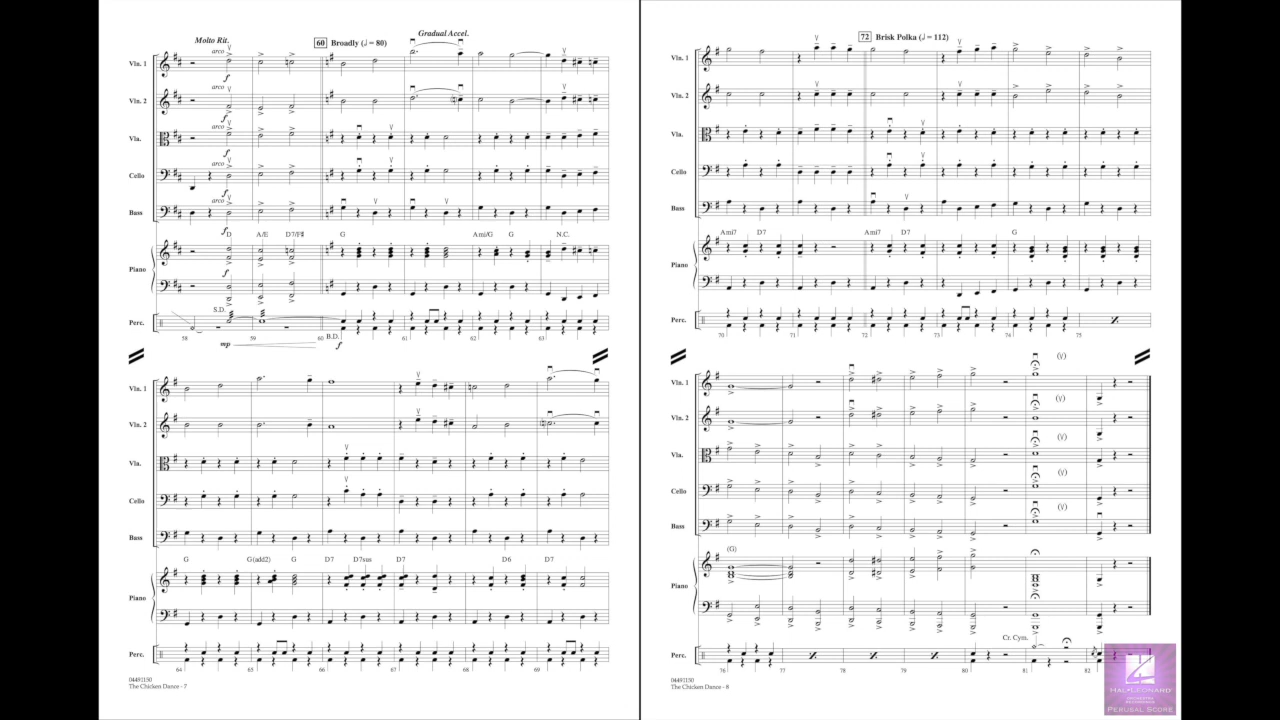 Molto Rit.
arco
60 Broadly (♩ = 80)
Gradual Accel.
Vln. 1
f
arco
Vln. 2
f
arco
Vla.
f
arco
Cello
f
arco
Bass
f
D A/E D7/F# G Ami/G G N.C.
Piano
f
S.D.
Perc.
B.D.
58 59 60 61 62 63
mp f
Vln. 1
Vln. 2
Vla.
Cello
Bass
G G(add2) G D7 D7sus D7 D6 D7
Piano
Perc.
64 65 66 67 68 69
04491150
The Chicken Dance - 7
72 Brisk Polka (♩ = 112)
Vln. 1
Vln. 2
Vla.
Cello
Bass
Ami7 D7 Ami7 D7 G
Piano
Perc.
70 71 72 73 74 75
Vln. 1
Vln. 2
Vla.
Cello
Bass
(G)
Piano
Cr. Cym.
Perc.
76 77 78 79 80 81 82
04491150
The Chicken Dance - 8
HAL•LEONARD
PERUSAL SCORE